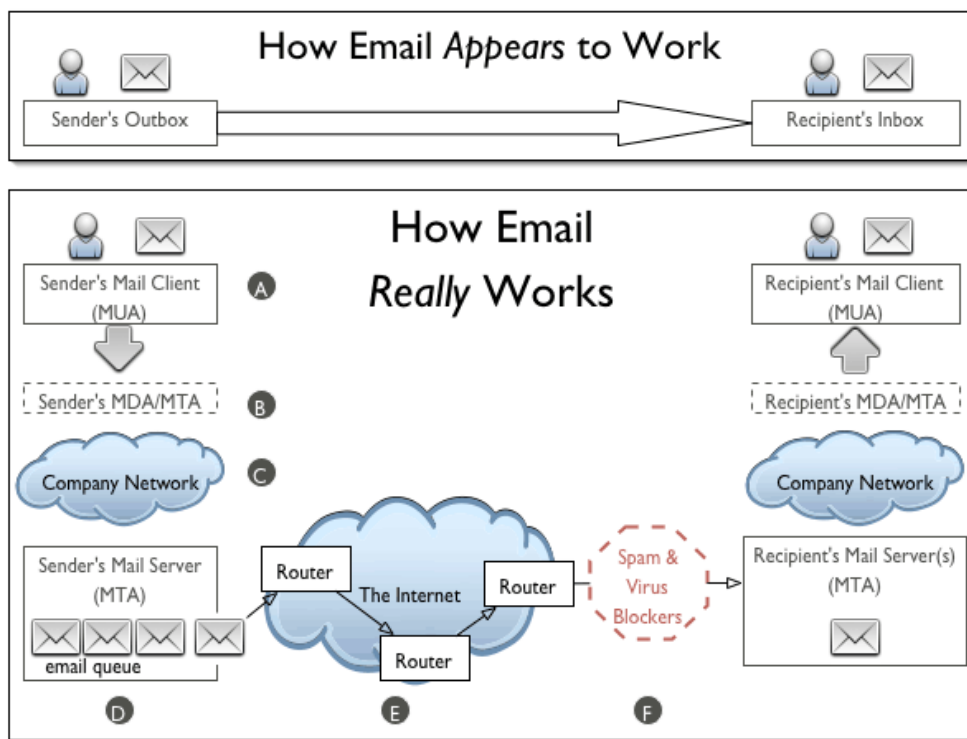 How Email Appears to Work
Sender's Outbox
Recipient's Inbox
How Email
Really Works
Sender's Mail Client
(MUA)
A
Recipient's Mail Client
(MUA)
Sender's MDA/MTA
B
Recipient's MDA/MTA
Company Network
C
Company Network
Sender's Mail Server
(MTA)
email queue
Router
The Internet
Router
Router
Spam &
Virus
Blockers
Recipient's Mail Server(s)
(MTA)
D
E
F